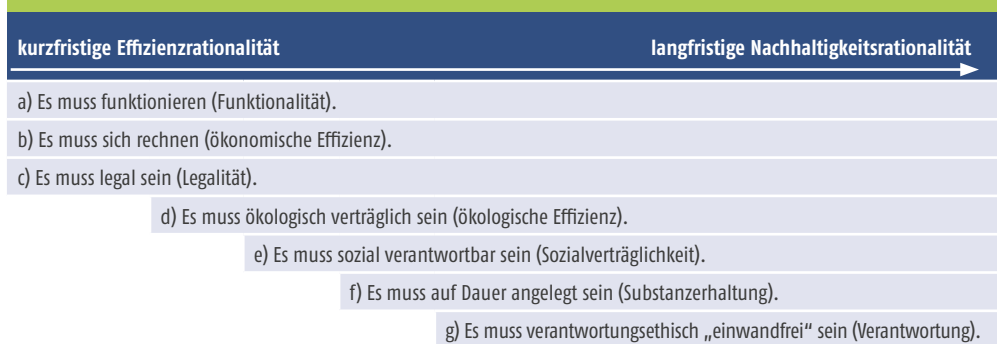 kurzfristige Effizienzrationalität langfristige Nachhaltigkeitsrationalität
a) Es muss funktionieren (Funktionalität).
b) Es muss sich rechnen (ökonomische Effizienz).
c) Es muss legal sein (Legalität).
d) Es muss ökologisch verträglich sein (ökologische Effizienz).
e) Es muss sozial verantwortbar sein (Sozialverträglichkeit).
f) Es muss auf Dauer angelegt sein (Substanzerhaltung).
g) Es muss verantwortungsethisch „einwandfrei“ sein (Verantwortung).